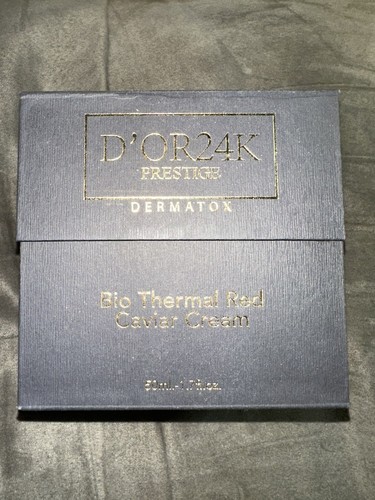 D'OR24K
PRESTIGE
DERMATOX
Bio Thermal Red
Caviar Cream
50ml-1.7fl.oz.